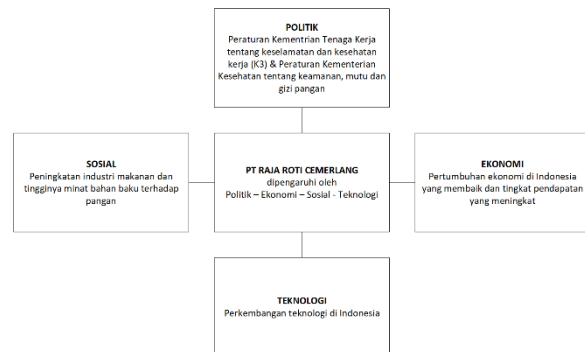 POLITIK
Peraturan Kementrian Tenaga Kerja
tentang keselamatan dan kesehatan
kerja (K3) & Peraturan Kementerian
Kesehatan tentang keamanan, mutu dan
gizi pangan
SOSIAL
Peningkatan industri makanan dan
tingginya minat bahan baku terhadap
pangan
PT RAJA ROTI CEMERLANG
dipengaruhi oleh
Politik – Ekonomi – Sosial - Teknologi
EKONOMI
Pertumbuhan ekonomi di Indonesia
yang membaik dan tingkat pendapatan
yang meningkat
TEKNOLOGI
Perkembangan teknologi di Indonesia